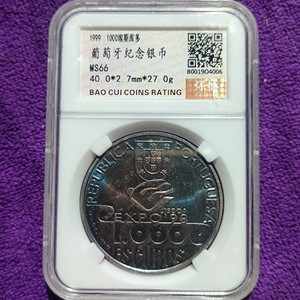 1999 1000埃斯库多
葡萄牙纪念银币
MS66
40.0*2.7mm*27.0g
BAO CUI COINS RATING
8001904006
REPUBLICA PORTUGUESA
EXPO'98
1.000
ESCUDOS